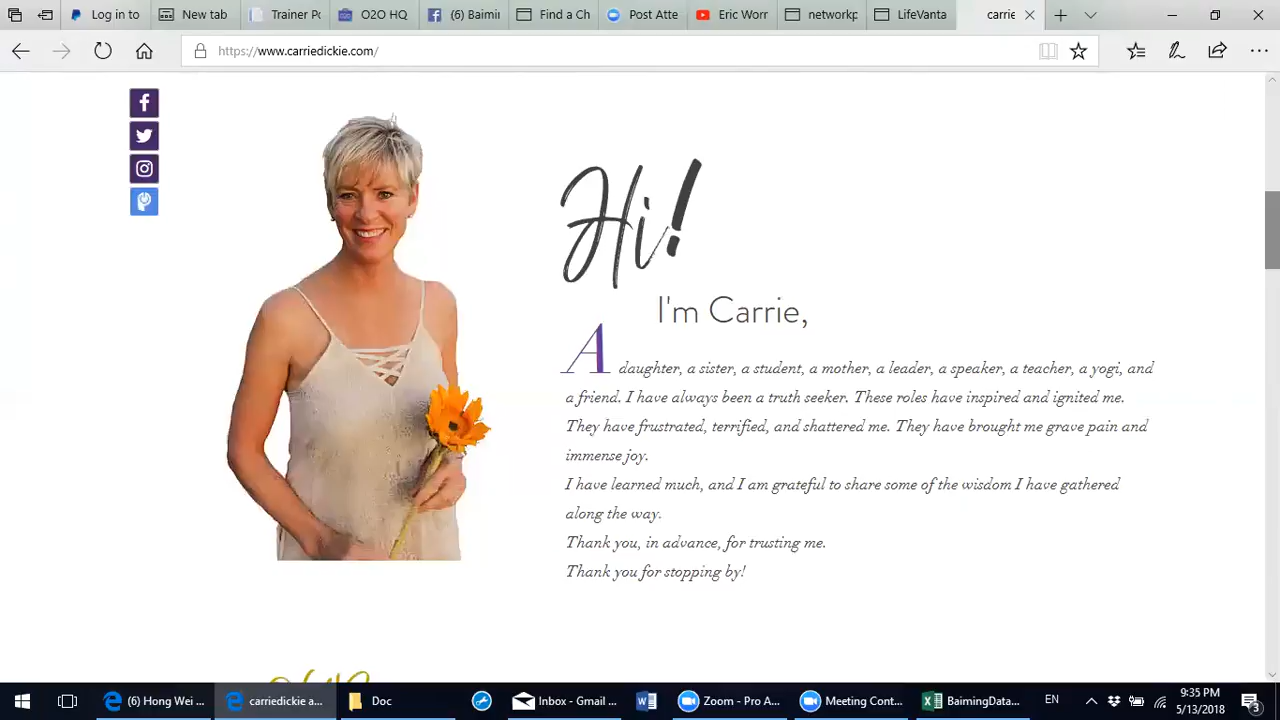 Log in to
New tab
Trainer Po
O2O HQ
(6) Baimin
Find a Ch
Post Atte
Eric Worr
networkp
LifeVanta
carrie
https://www.carriedickie.com/
Hi!
I'm Carrie,
A daughter, a sister, a student, a mother, a leader, a speaker, a teacher, a yogi, and
a friend. I have always been a truth seeker. These roles have inspired and ignited me.
They have frustrated, terrified, and shattered me. They have brought me grave pain and
immense joy.
I have learned much, and I am grateful to share some of the wisdom I have gathered
along the way.
Thank you, in advance, for trusting me.
Thank you for stopping by!
(6) Hong Wei ...
carriedickie a...
Doc
Inbox - Gmail ...
Zoom - Pro A...
Meeting Cont...
BaimingData...
EN
9:35 PM
5/13/2018
3